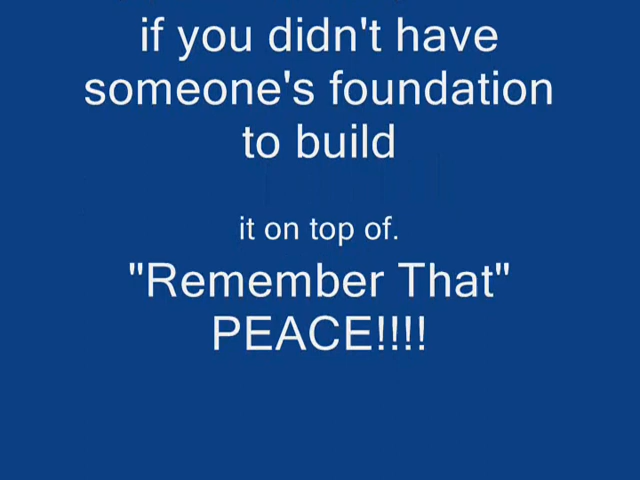 if you didn't have
someone's foundation
to build
it on top of.
"Remember That"
PEACE!!!!